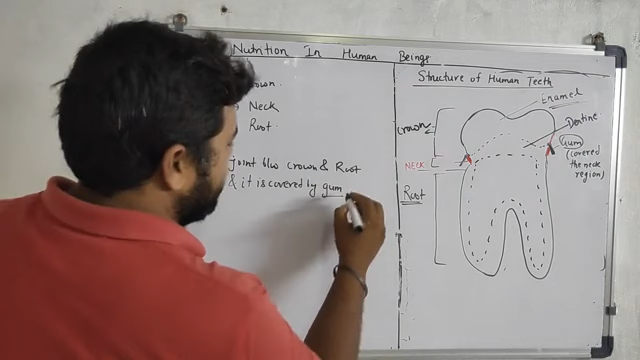 Nutrition In Human Beings
Neck
Root
joint b/w crown & Root
& it is covered by gum
Structure of Human Teeth
Enamel
Dentine
Gum
(covered
the neck
region)
crown
NECK
Root